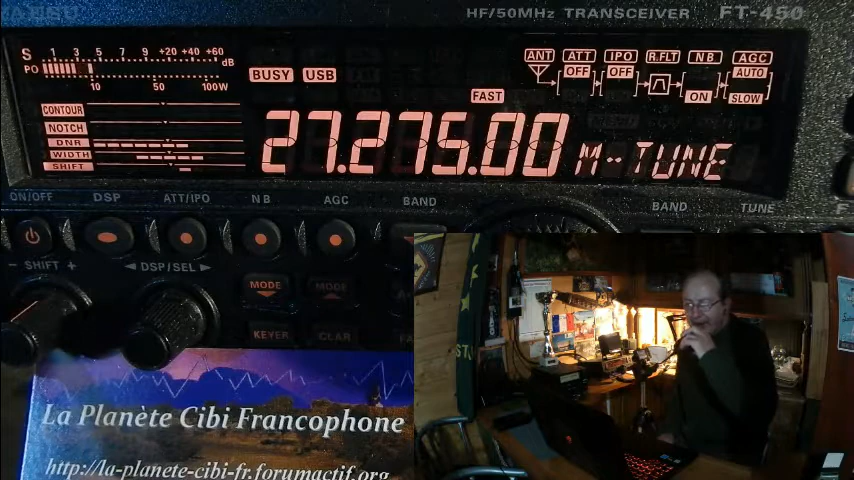 YAESU HF/50MHz TRANSCEIVER FT-450
S 1 3 5 7 9 +20 +40 +60 dB
PO 10 50 100W
BUSY USB
ANT ATT IPO R.FLT NB AGC
OFF OFF AUTO
ON SLOW
FAST
CONTOUR
NOTCH
DNR
WIDTH
SHIFT
27.275.00 M-TUNE
ON/OFF DSP ATT/IPO NB AGC BAND BAND TUNE
− SHIFT + ◄DSP/SEL►
MODE MODE
KEYER CLAR
La Planète Cibi Francophone
http://la-planete-cibi-fr.forumactif.org